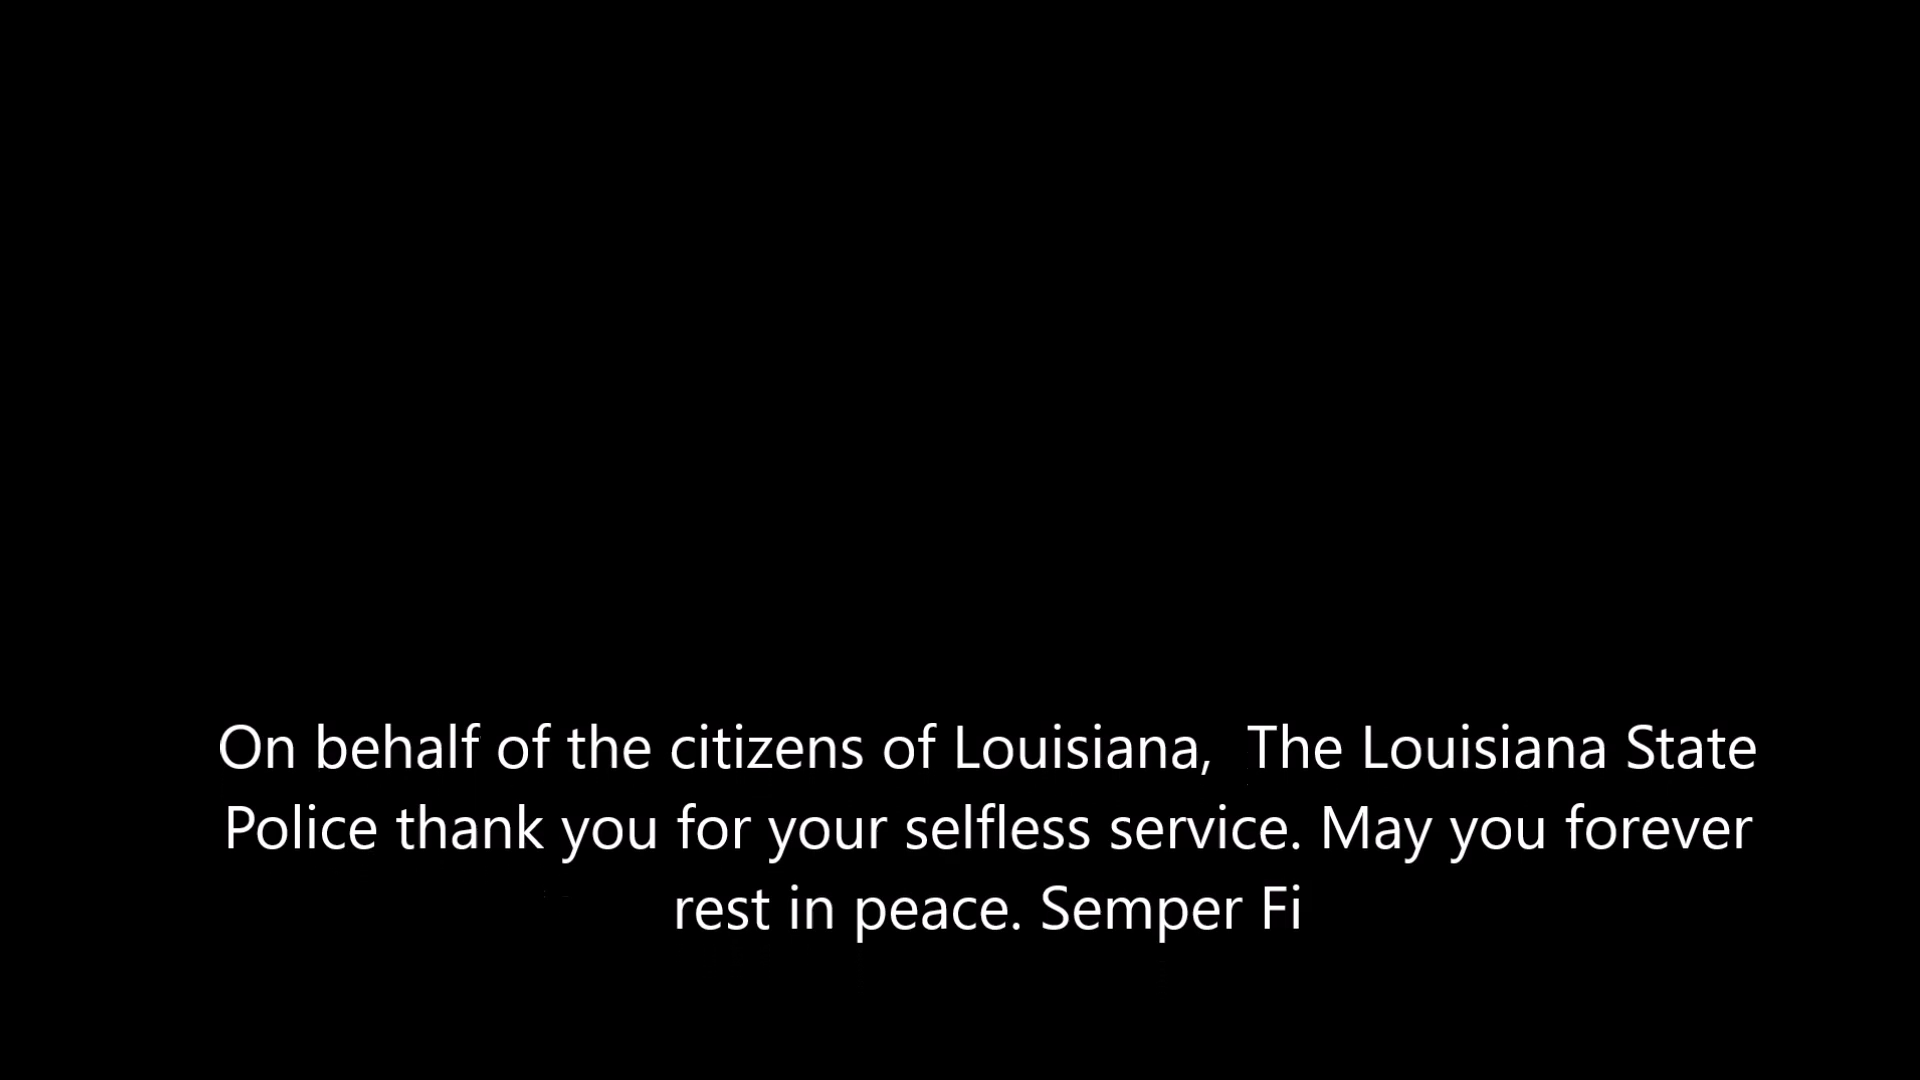 On behalf of the citizens of Louisiana,  The Louisiana State
Police thank you for your selfless service. May you forever
rest in peace. Semper Fi